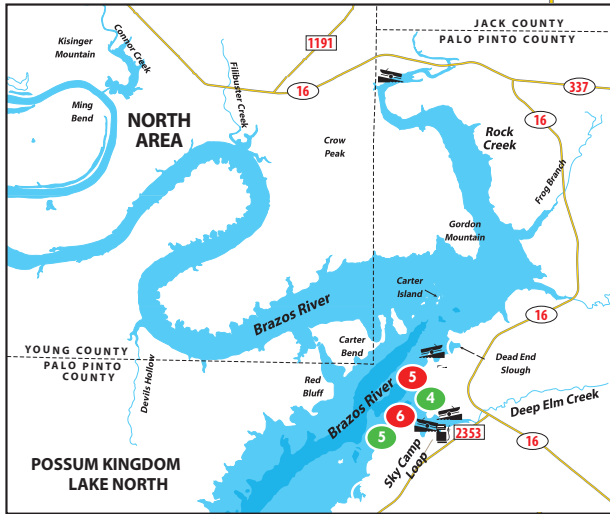 JACK COUNTY
PALO PINTO COUNTY
Kisinger
Mountain
Connor Creek
1191
16
337
Filibuster Creek
Ming
Bend
NORTH
AREA
16
Crow
Peak
Rock
Creek
Frog Branch
Gordon
Mountain
Carter
Island
Brazos River
16
Carter
Bend
YOUNG COUNTY
PALO PINTO
COUNTY
Devils Hollow
Red
Bluff
Dead End
Slough
Brazos River
5
4
6
5
Deep Elm Creek
2353
16
Sky Camp
Loop
POSSUM KINGDOM
LAKE NORTH